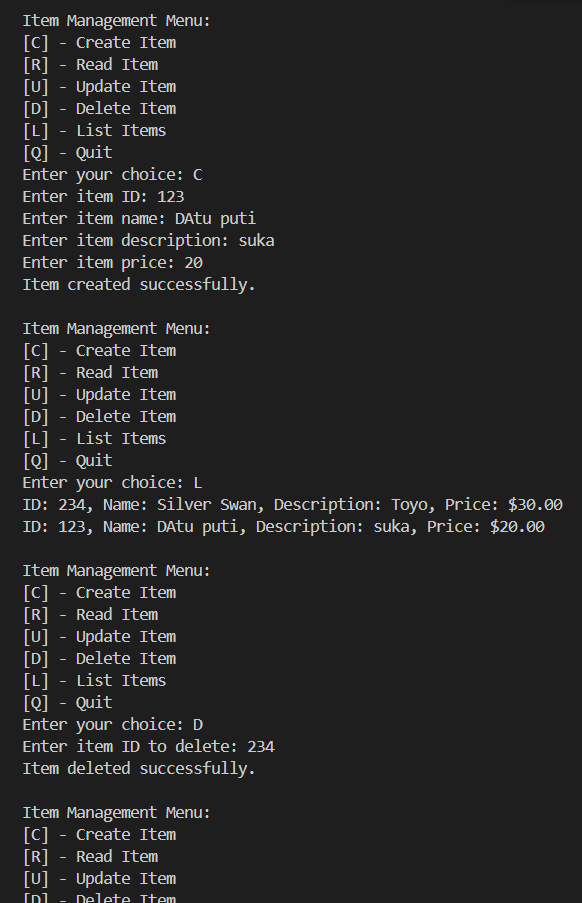 Item Management Menu:
[C] - Create Item
[R] - Read Item
[U] - Update Item
[D] - Delete Item
[L] - List Items
[Q] - Quit
Enter your choice: C
Enter item ID: 123
Enter item name: DAtu puti
Enter item description: suka
Enter item price: 20
Item created successfully.

Item Management Menu:
[C] - Create Item
[R] - Read Item
[U] - Update Item
[D] - Delete Item
[L] - List Items
[Q] - Quit
Enter your choice: L
ID: 234, Name: Silver Swan, Description: Toyo, Price: $30.00
ID: 123, Name: DAtu puti, Description: suka, Price: $20.00

Item Management Menu:
[C] - Create Item
[R] - Read Item
[U] - Update Item
[D] - Delete Item
[L] - List Items
[Q] - Quit
Enter your choice: D
Enter item ID to delete: 234
Item deleted successfully.

Item Management Menu:
[C] - Create Item
[R] - Read Item
[U] - Update Item
[D] - Delete Item